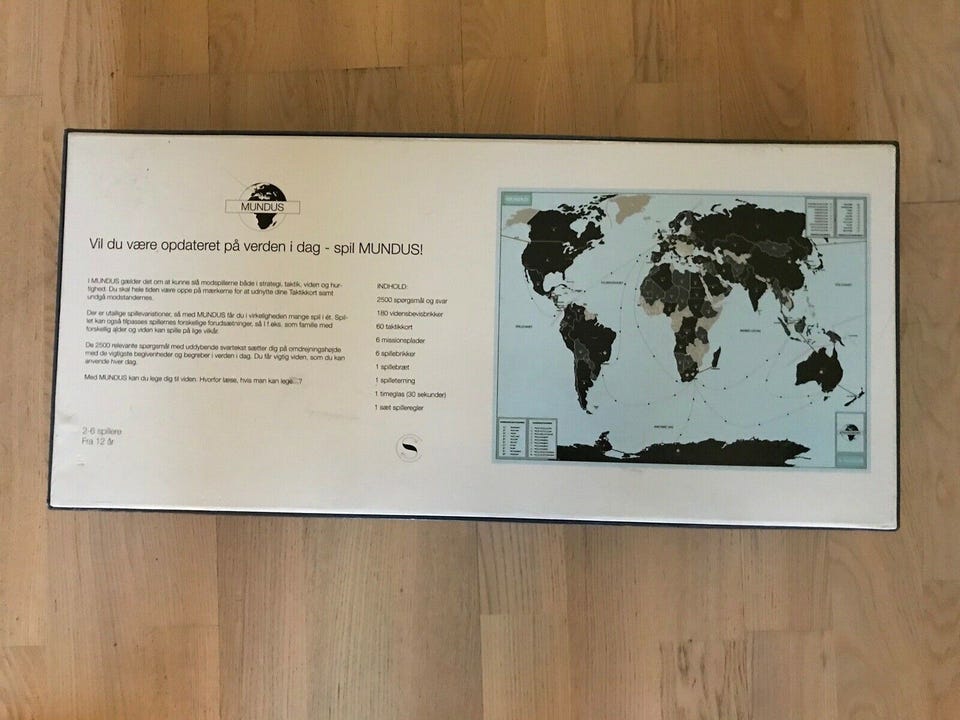 MUNDUS
Vil du være opdateret på verden i dag - spil MUNDUS!
I MUNDUS gælder det om at kunne slå modspillerne både i strategi, taktik, viden og hur-
tighed. Du skal hele tiden være oppe på mærkerne for at udnytte dine Taktikkort samt
undgå modstandernes.
Der er utallige spillevariationer, så med MUNDUS får du i virkeligheden mange spil i ét. Spil-
let kan også tilpasses spillernes forskellige forudsætninger, så I f.eks. som familie med
forskellig alder og viden kan spille på lige vilkår.
De 2500 relevante spørgsmål med uddybende svartekst sætter dig på omdrejningshøjde
med de vigtigste begivenheder og begreber i verden i dag. Du får vigtig viden, som du kan
anvende hver dag.
Med MUNDUS kan du lege dig til viden. Hvorfor læse, hvis man kan lege...?
2-6 spillere
Fra 12 år
INDHOLD:
2500 spørgsmål og svar
180 vidensbevisbrikker
60 taktikkort
6 missionsplader
6 spillebrikker
1 spillebræt
1 spilleterning
1 timeglas (30 sekunder)
1 sæt spilleregler